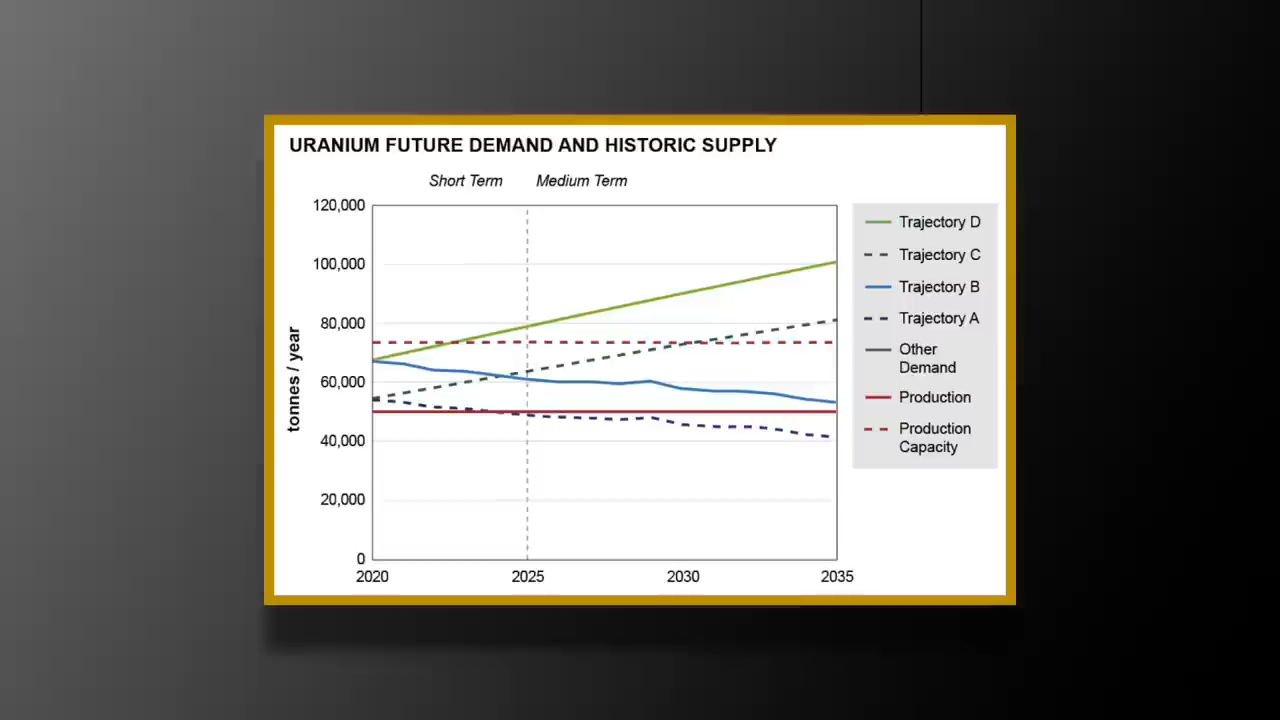 URANIUM FUTURE DEMAND AND HISTORIC SUPPLY
Short Term
Medium Term
tonnes / year
120,000
100,000
80,000
60,000
40,000
20,000
0
2020
2025
2030
2035
Trajectory D
Trajectory C
Trajectory B
Trajectory A
Other
Demand
Production
Production
Capacity